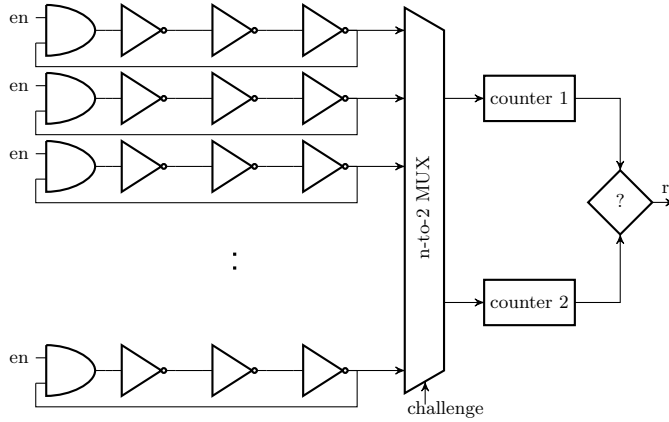 en
en
en
en
n-to-2 MUX
challenge
counter 1
counter 2
?
r